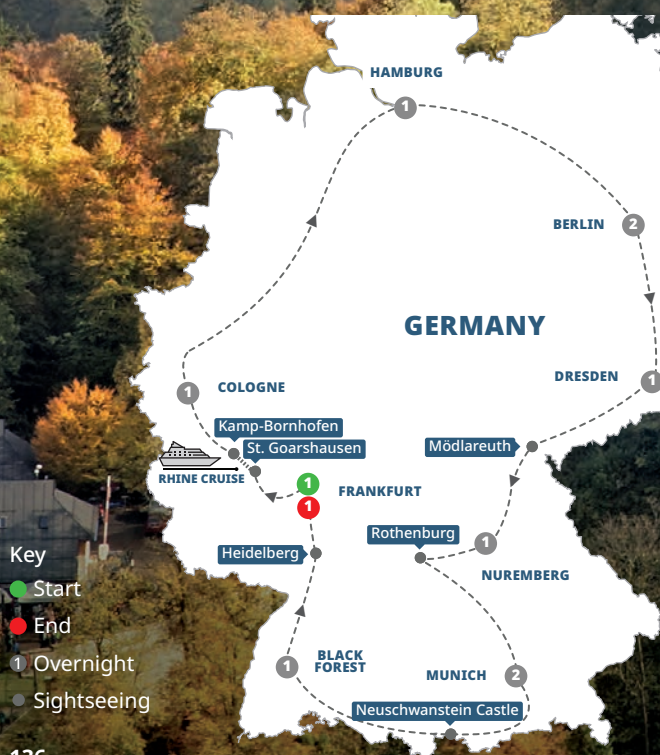 HAMBURG
1
2
BERLIN
GERMANY
DRESDEN
1
1
COLOGNE
Kamp-Bornhofen
St. Goarshausen
Mödlareuth
RHINE CRUISE
1
FRANKFURT
1
Rothenburg
1
Heidelberg
NUREMBERG
BLACK
FOREST
1
MUNICH
2
Neuschwanstein Castle
Key
Start
End
1 Overnight
Sightseeing